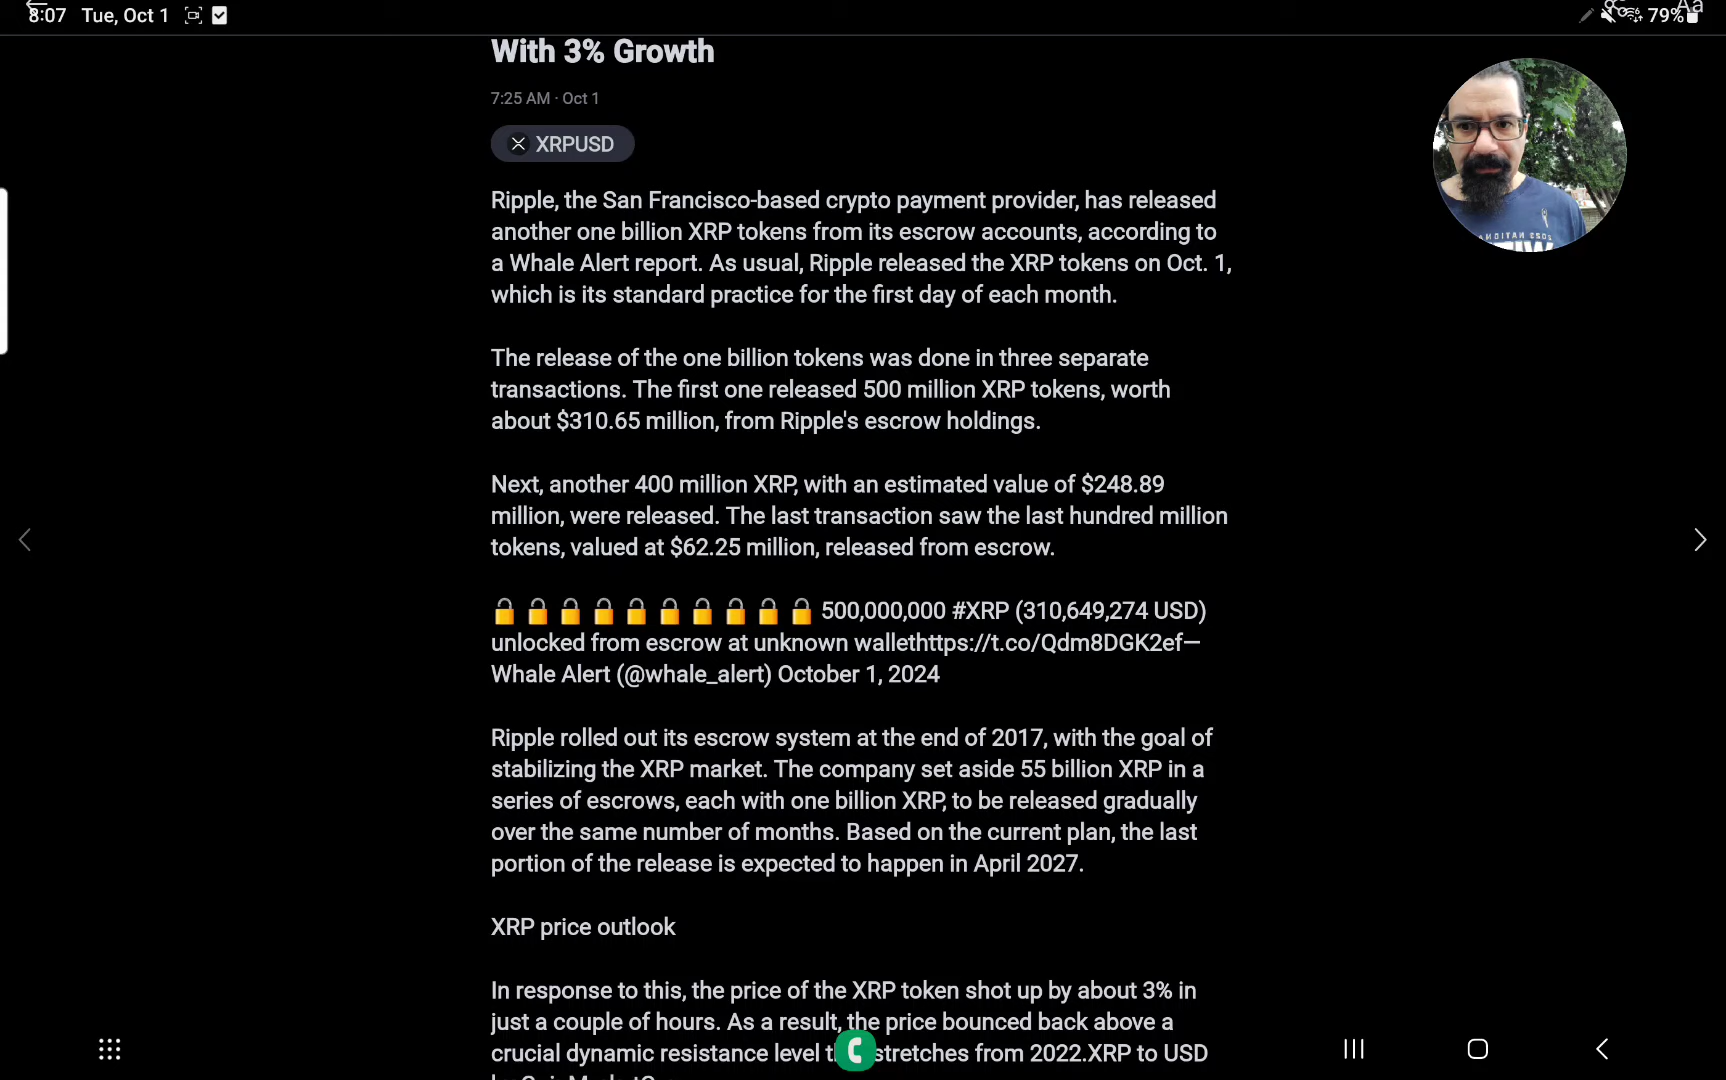 8:07 Tue, Oct 1
79%
Aa
With 3% Growth
7:25 AM · Oct 1
XRPUSD
Ripple, the San Francisco-based crypto payment provider, has released
another one billion XRP tokens from its escrow accounts, according to
a Whale Alert report. As usual, Ripple released the XRP tokens on Oct. 1,
which is its standard practice for the first day of each month.
The release of the one billion tokens was done in three separate
transactions. The first one released 500 million XRP tokens, worth
about $310.65 million, from Ripple's escrow holdings.
Next, another 400 million XRP, with an estimated value of $248.89
million, were released. The last transaction saw the last hundred million
tokens, valued at $62.25 million, released from escrow.
🔓 🔓 🔓 🔓 🔓 🔓 🔓 🔓 🔓 🔓 500,000,000 #XRP (310,649,274 USD)
unlocked from escrow at unknown wallethttps://t.co/Qdm8DGK2ef—
Whale Alert (@whale_alert) October 1, 2024
Ripple rolled out its escrow system at the end of 2017, with the goal of
stabilizing the XRP market. The company set aside 55 billion XRP in a
series of escrows, each with one billion XRP, to be released gradually
over the same number of months. Based on the current plan, the last
portion of the release is expected to happen in April 2027.
XRP price outlook
In response to this, the price of the XRP token shot up by about 3% in
just a couple of hours. As a result, the price bounced back above a
crucial dynamic resistance level stretches from 2022.XRP to USD